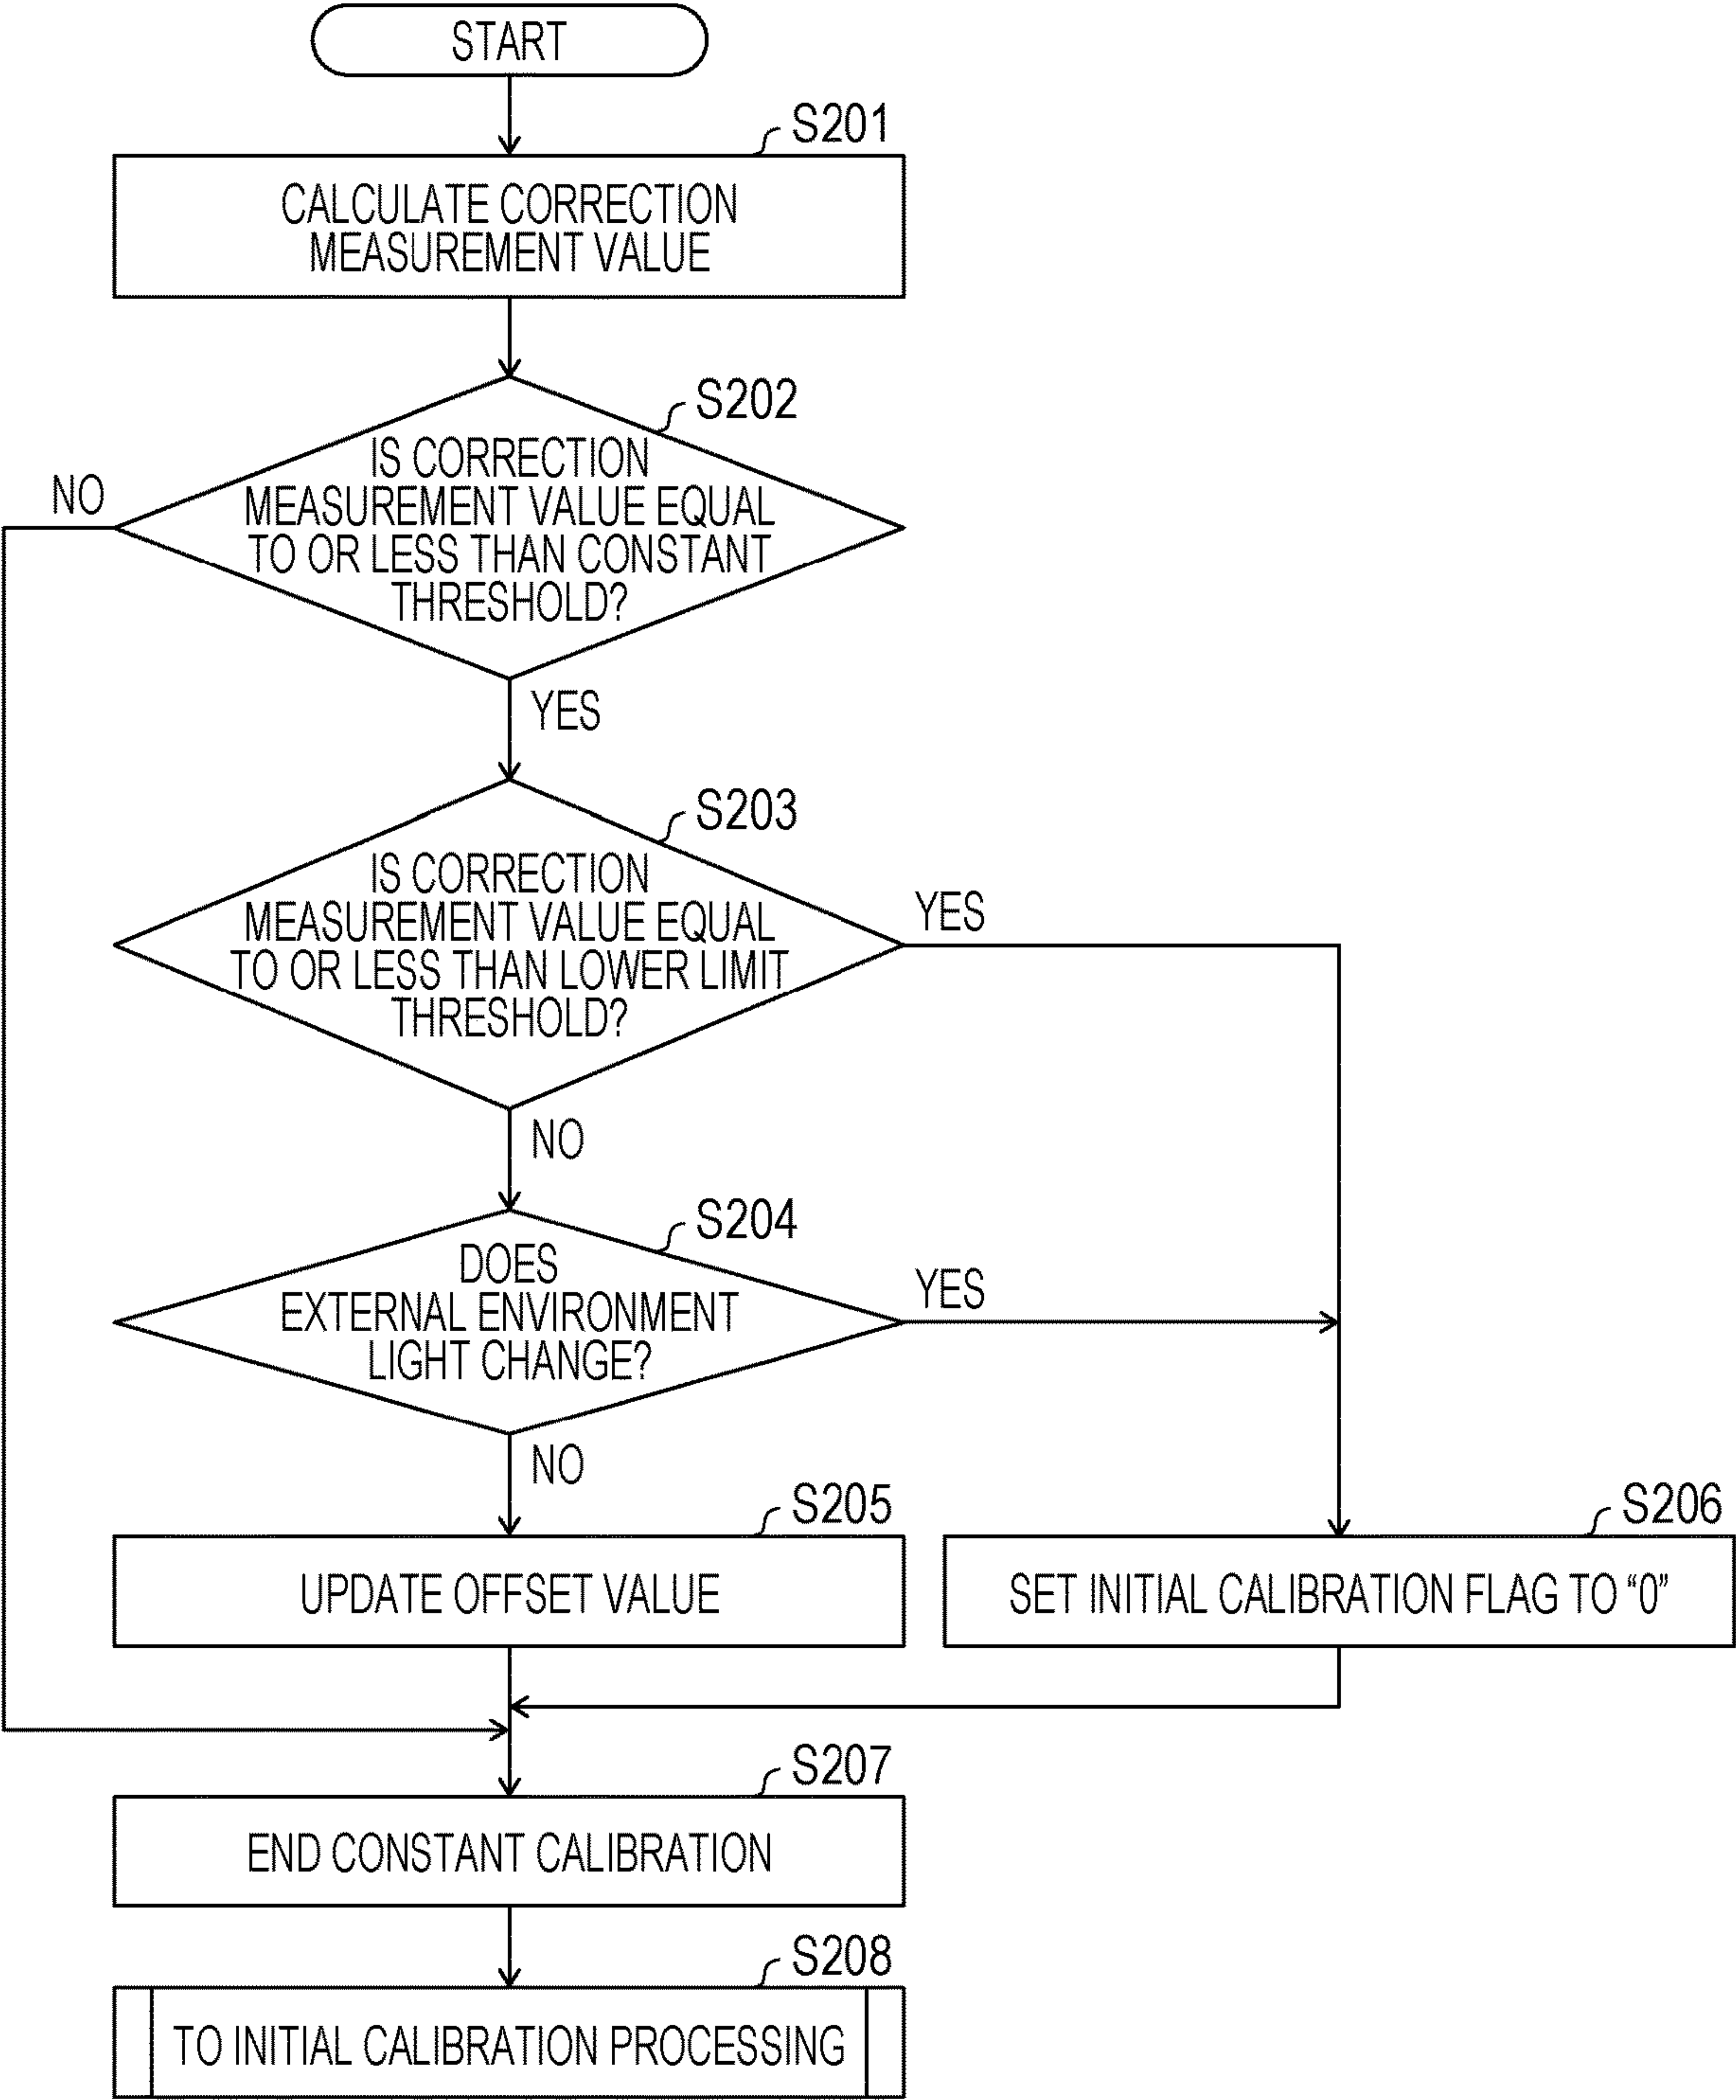 START
S201
CALCULATE CORRECTION
MEASUREMENT VALUE
S202
IS CORRECTION
MEASUREMENT VALUE EQUAL
TO OR LESS THAN CONSTANT
THRESHOLD?
NO
YES
S203
IS CORRECTION
MEASUREMENT VALUE EQUAL
TO OR LESS THAN LOWER LIMIT
THRESHOLD?
YES
NO
S204
DOES
EXTERNAL ENVIRONMENT
LIGHT CHANGE?
YES
NO
S205
UPDATE OFFSET VALUE
S206
SET INITIAL CALIBRATION FLAG TO “0”
S207
END CONSTANT CALIBRATION
S208
TO INITIAL CALIBRATION PROCESSING